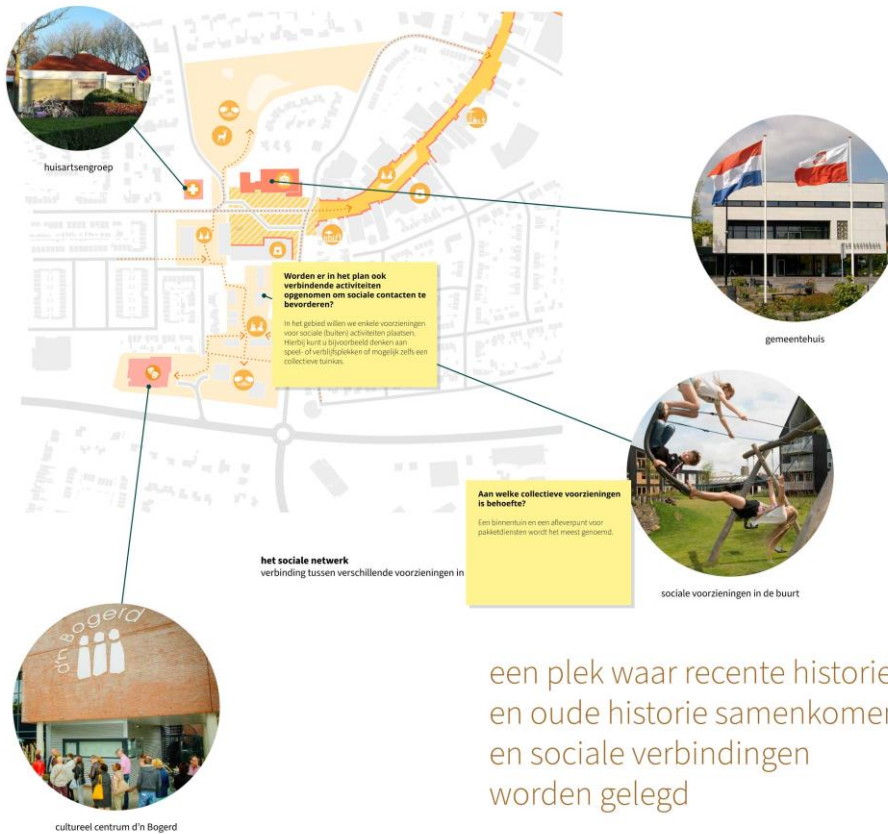 huisartsengroep
gemeentehuis
Worden er in het plan ook
verbindende activiteiten
opgenomen om sociale contacten te
bevorderen?
In het gebied willen we enkele voorzieningen
voor sociale (buiten) activiteiten plaatsen.
Hierbij kunt u bijvoorbeeld denken aan
speel- of verblijfsplekken of mogelijk zelfs een
collectieve tuinkas.
Aan welke collectieve voorzieningen
is behoefte?
Een binnentuin en een afleverpunt voor
pakketdiensten wordt het meest genoemd.
het sociale netwerk
verbinding tussen verschillende voorzieningen in
sociale voorzieningen in de buurt
d'n Bogerd
een plek waar recente historie
en oude historie samenkomen
en sociale verbindingen
worden gelegd
cultureel centrum d'n Bogerd